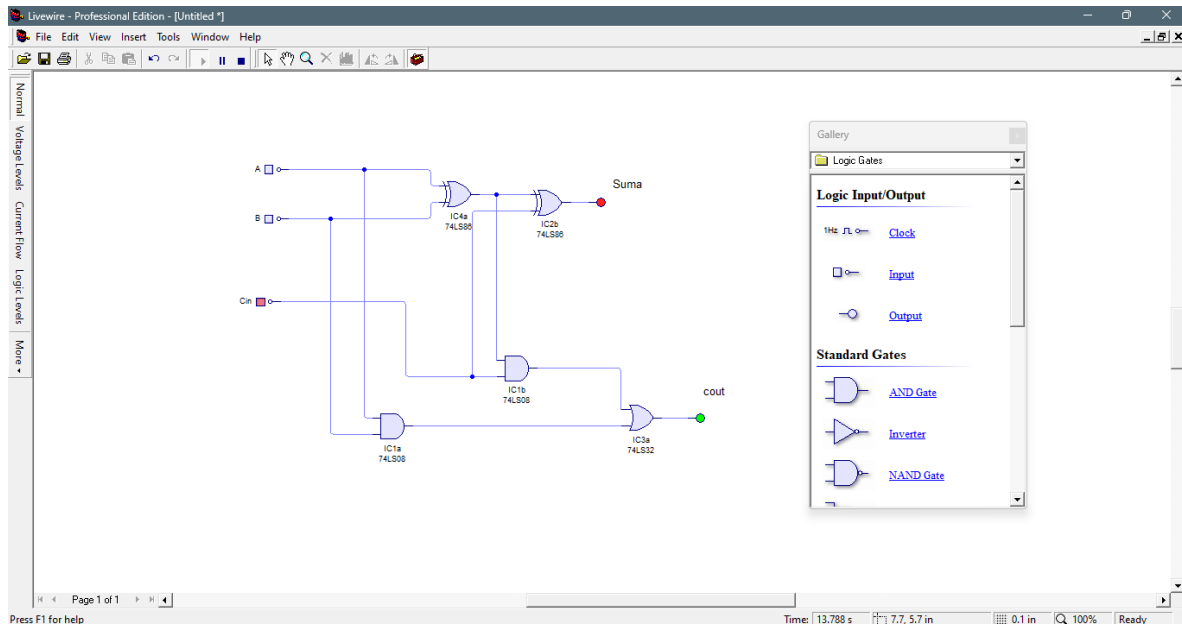 Livewire - Professional Edition - [Untitled *]
File Edit View Insert Tools Window Help
Normal
Voltage Levels
Current Flow
Logic Levels
More
A
B
Cin
IC4a
74LS86
IC2b
74LS86
Suma
IC1b
74LS08
IC1a
74LS08
IC3a
74LS32
cout
Gallery
Logic Gates
Logic Input/Output
1Hz Clock
Input
Output
Standard Gates
AND Gate
Inverter
NAND Gate
Page 1 of 1
Press F1 for help
Time: 13.788 s 7.7, 5.7 in 0.1 in 100% Ready